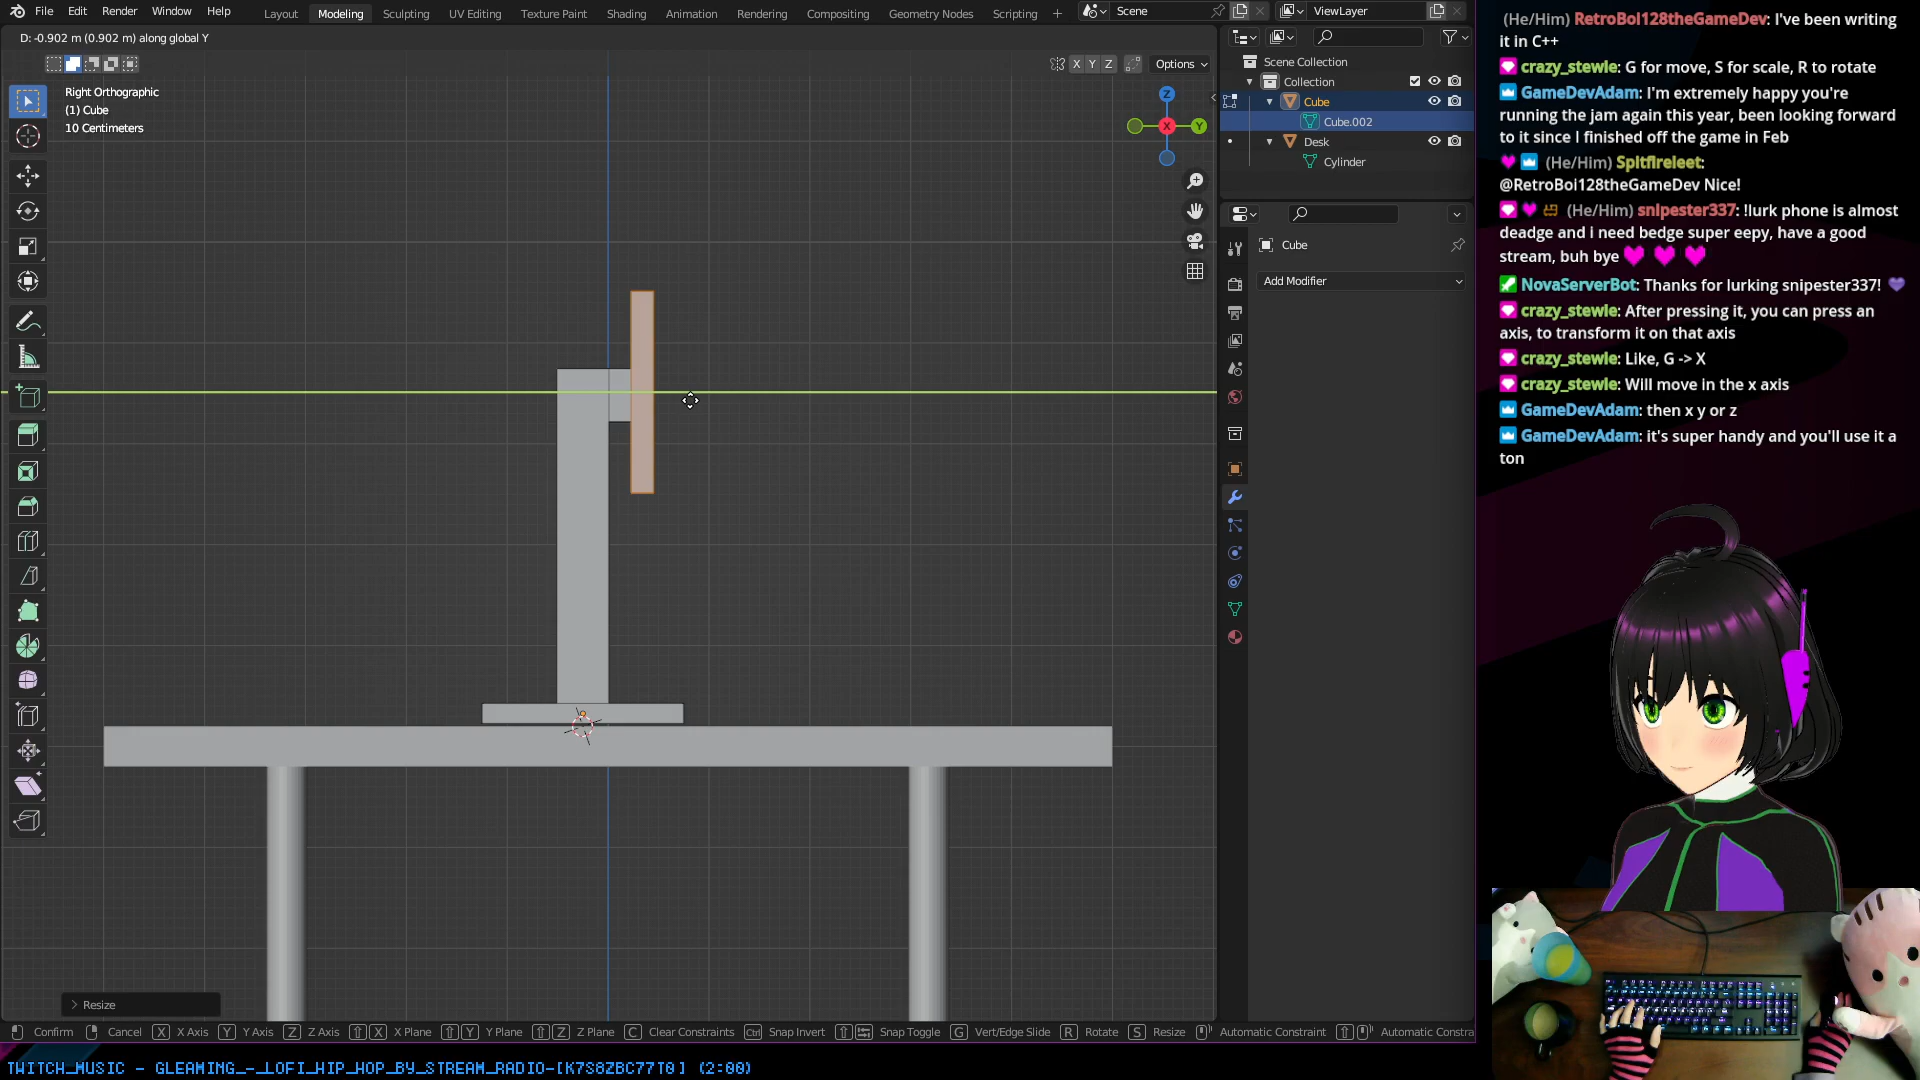 File Edit Render Window Help
Layout Modeling Sculpting UV Editing Texture Paint Shading Animation Rendering Compositing Geometry Nodes Scripting +
Scene
ViewLayer
D: -0.902 m (0.902 m) along global Y
X Y Z
Options
Right Orthographic
(1) Cube
10 Centimeters
Z
X
Y
Scene Collection
Collection
Cube
Cube.002
Desk
Cylinder
Cube
Add Modifier
Resize
Confirm Cancel X X Axis Y Y Axis Z Z Axis X X Plane Y Y Plane Z Z Plane C Clear Constraints Ctrl Snap Invert Snap Toggle G Vert/Edge Slide R Rotate S Resize Automatic Constraint Automatic Constra
TWITCH_MUSIC - GLEAMING_-_LOFI_HIP_HOP_BY_STREAM_RADIO-[K7S8ZBC77T0] (2:00)
(He/Him) RetroBoi128theGameDev: I've been writing
it in C++
crazy_stewie: G for move, S for scale, R to rotate
GameDevAdam: I'm extremely happy you're
running the jam again this year, been looking forward
to it since I finished off the game in Feb
(He/Him) Spitfireleet:
@RetroBoi128theGameDev Nice!
(He/Him) snipester337: !lurk phone is almost
deadge and i need bedge super eepy, have a good
stream, buh bye
NovaServerBot: Thanks for lurking snipester337!
crazy_stewie: After pressing it, you can press an
axis, to transform it on that axis
crazy_stewie: Like, G -> X
crazy_stewie: Will move in the x axis
GameDevAdam: then x y or z
GameDevAdam: it's super handy and you'll use it a
ton